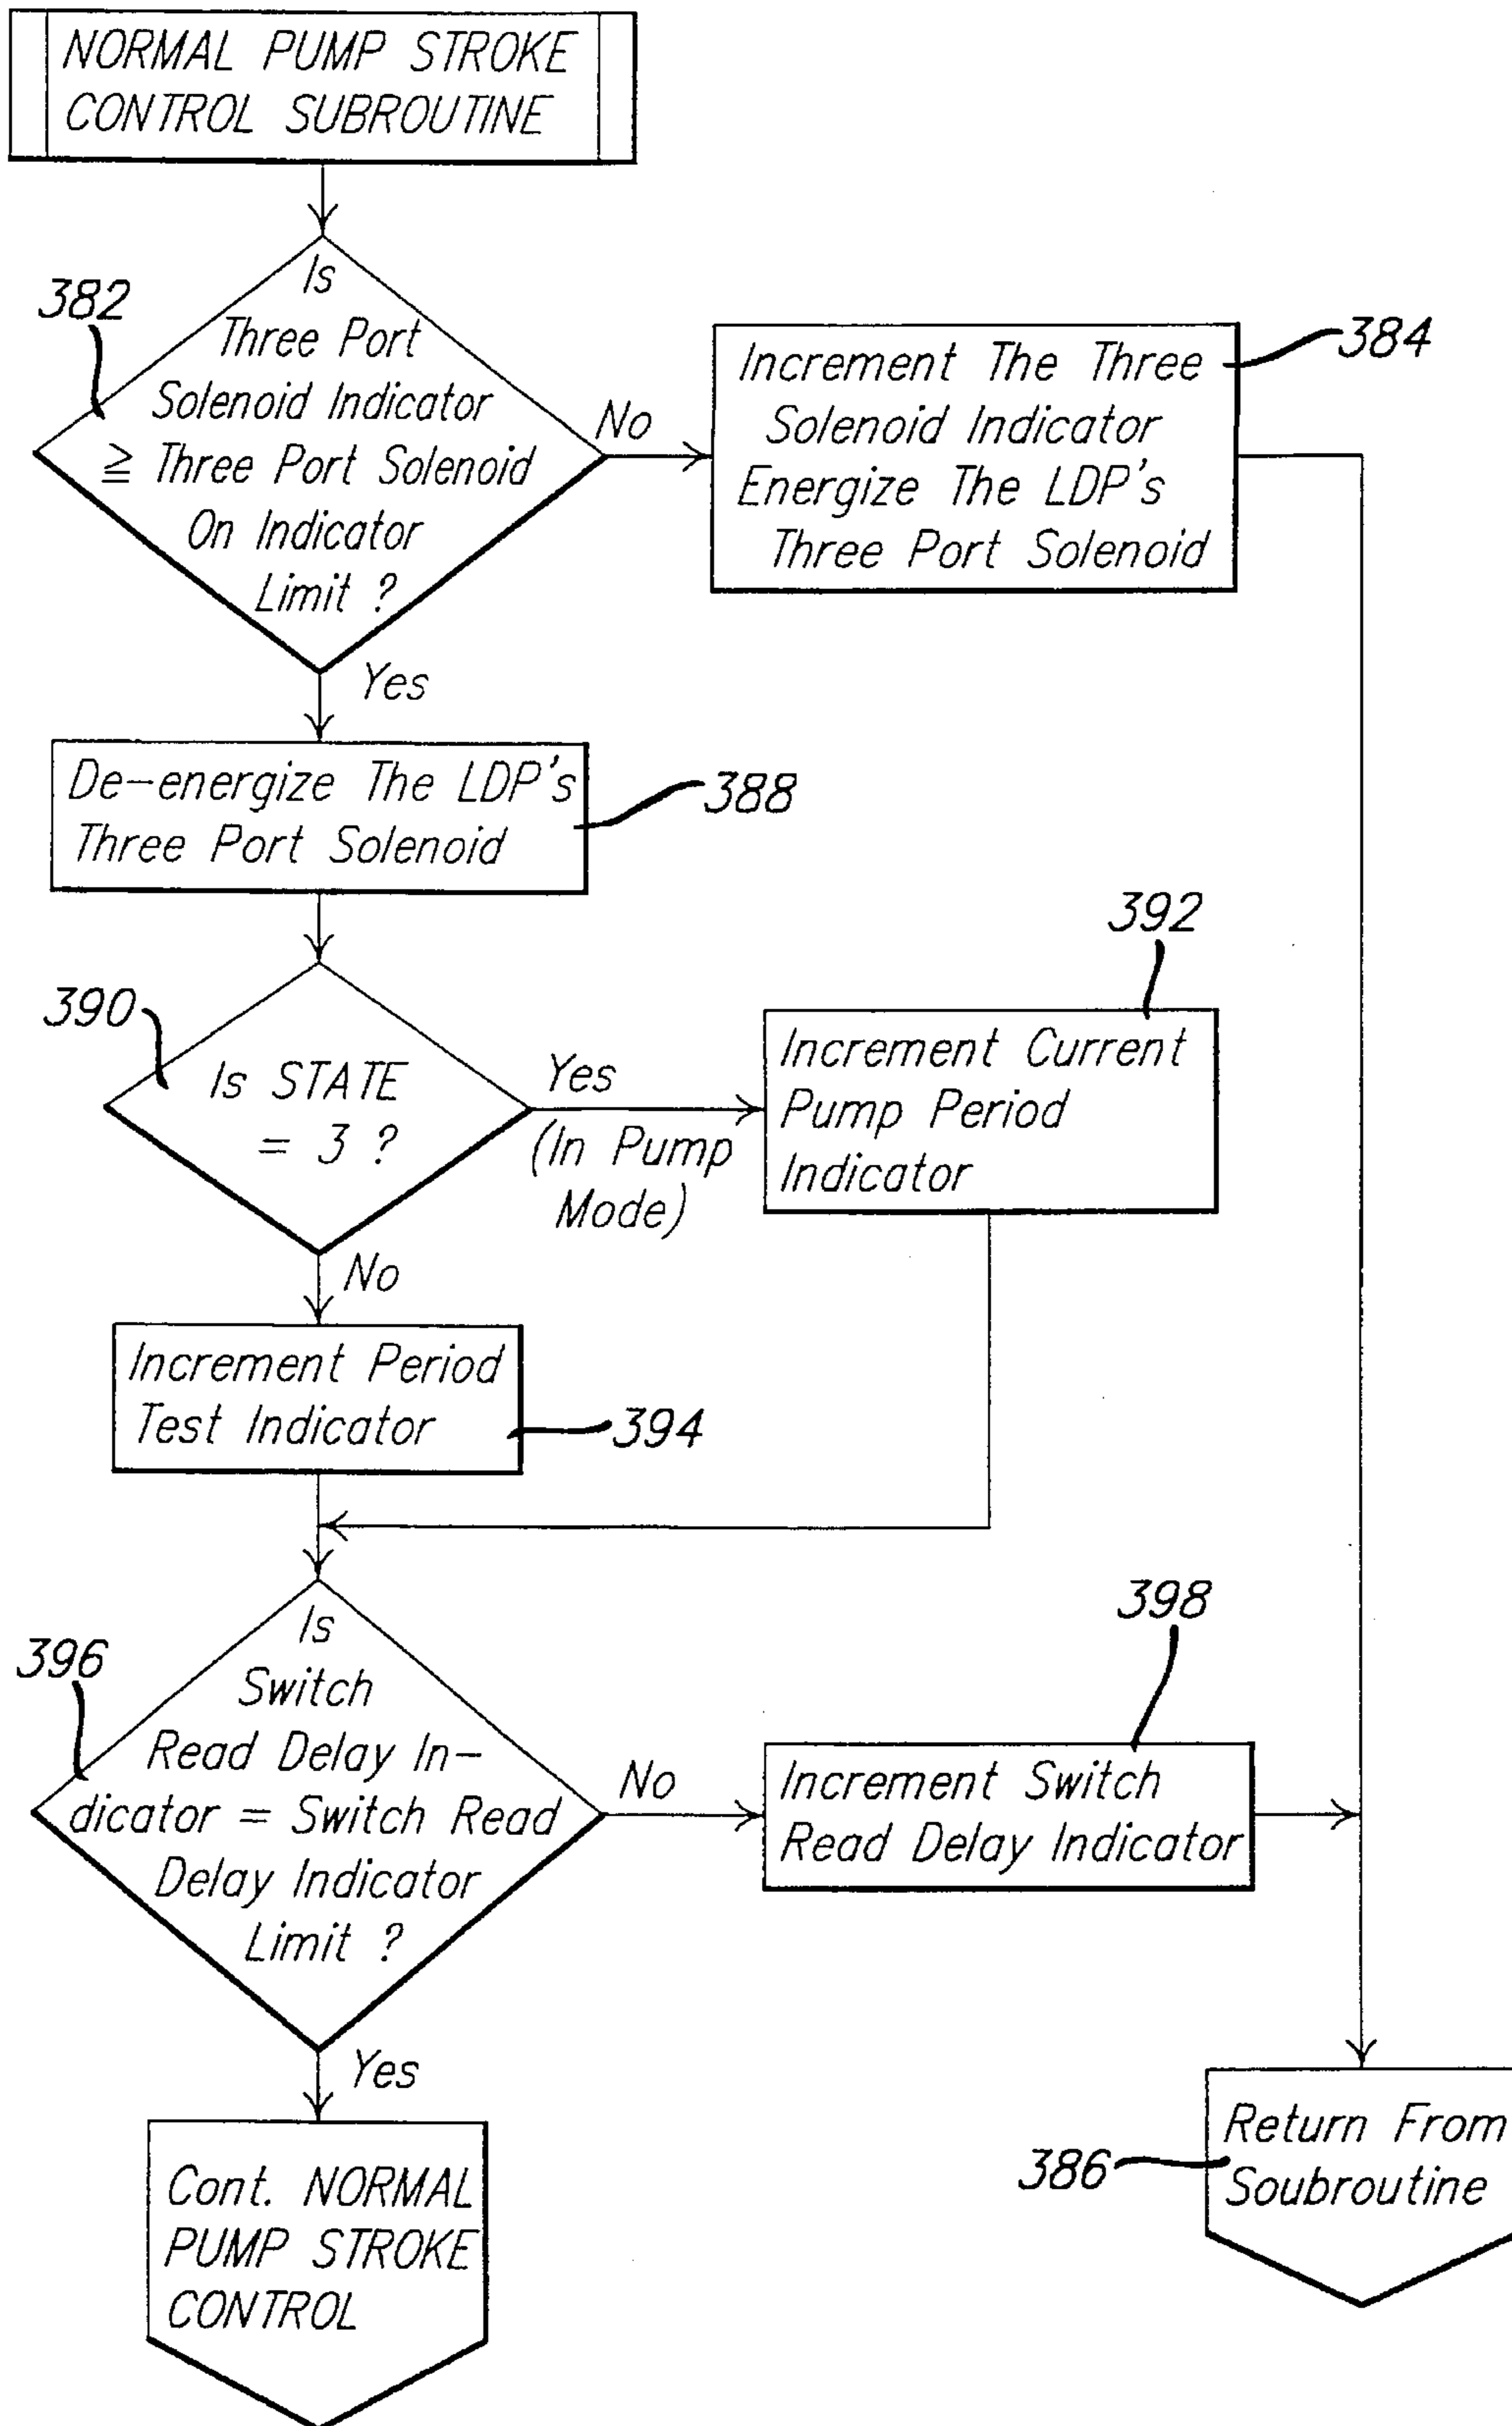 NORMAL PUMP STROKE
CONTROL SUBROUTINE
382
Is
Three Port
Solenoid Indicator
≧ Three Port Solenoid
On Indicator
Limit ?
No
384
Increment The Three
Solenoid Indicator
Energize The LDP's
Three Port Solenoid
Yes
De-energize The LDP's
Three Port Solenoid
388
390
Is STATE
= 3 ?
Yes
(In Pump
Mode)
392
Increment Current
Pump Period
Indicator
No
Increment Period
Test Indicator
394
396
Is
Switch
Read Delay In-
dicator = Switch Read
Delay Indicator
Limit ?
No
398
Increment Switch
Read Delay Indicator
Yes
Cont. NORMAL
PUMP STROKE
CONTROL
386
Return From
Soubroutine